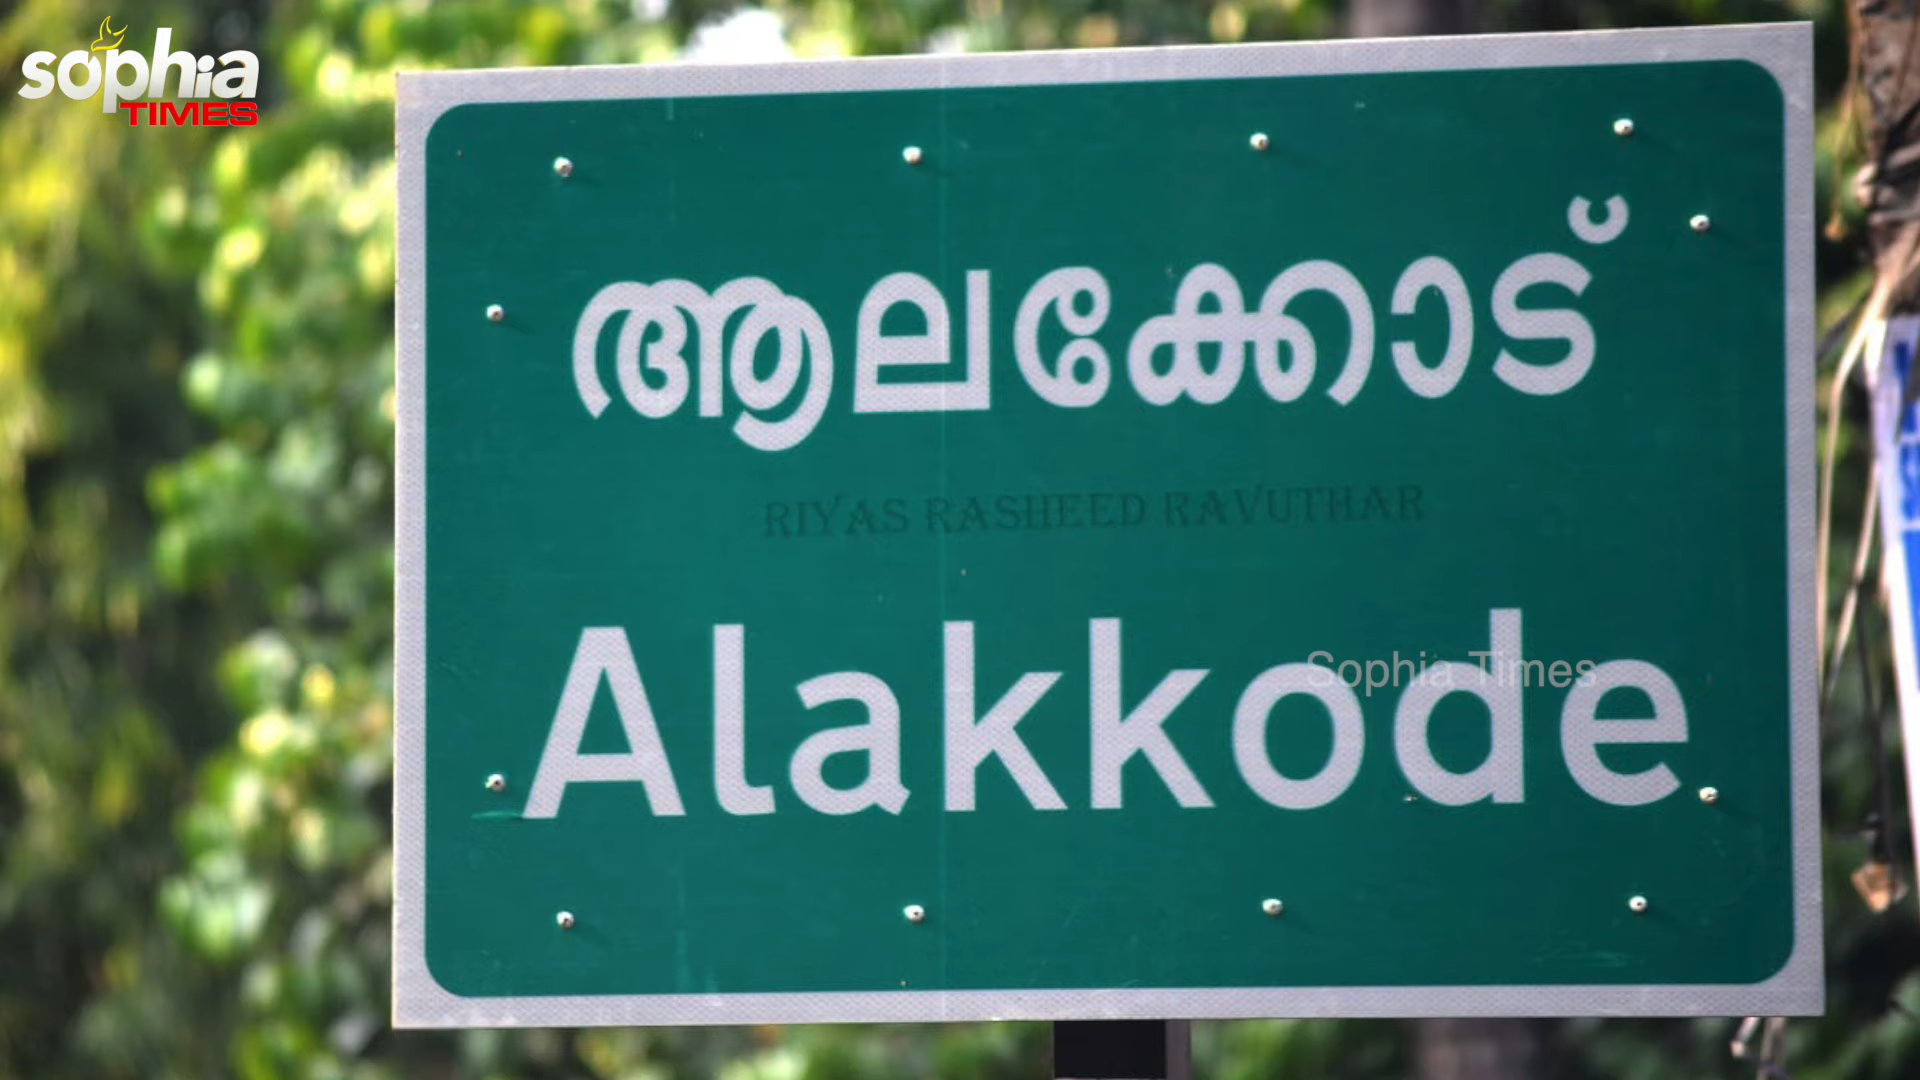 sophia
TIMES
ആലക്കോട്
RIYAS RASHEED RAVUTHAR
Alakkode
Sophia Times